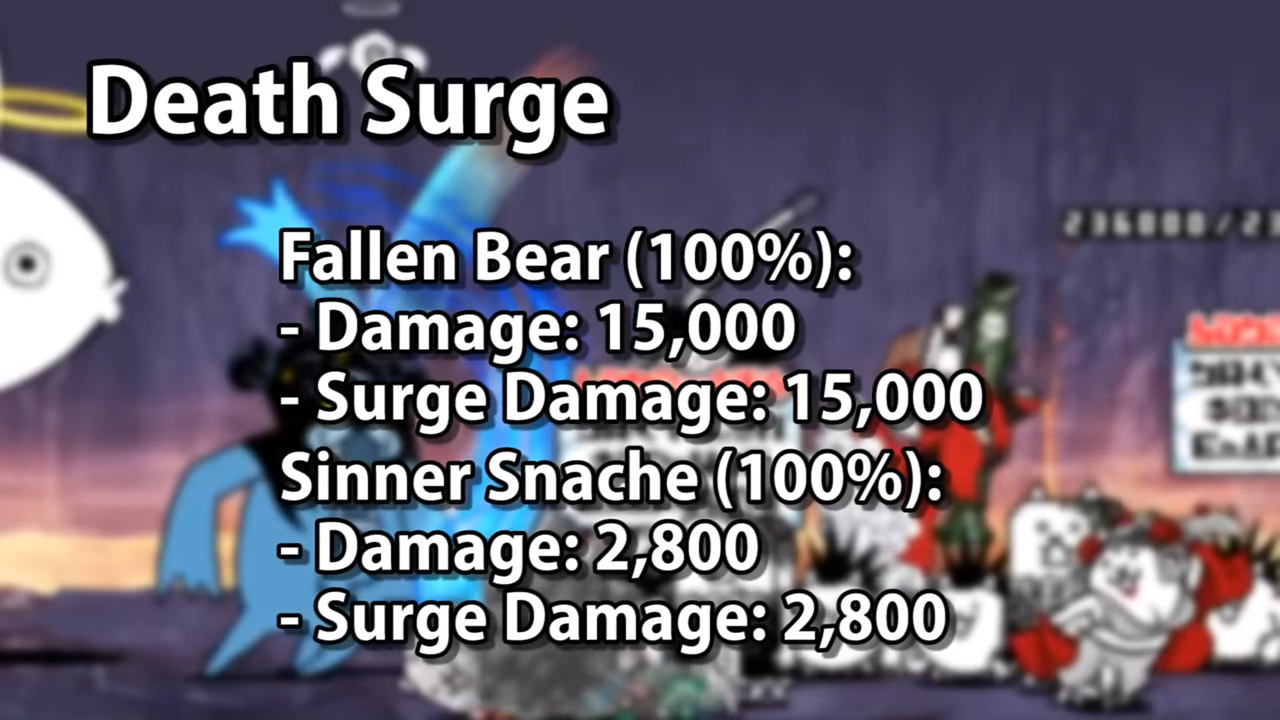 Death Surge
Fallen Bear (100%):
- Damage: 15,000
- Surge Damage: 15,000
Sinner Snache (100%):
- Damage: 2,800
- Surge Damage: 2,800